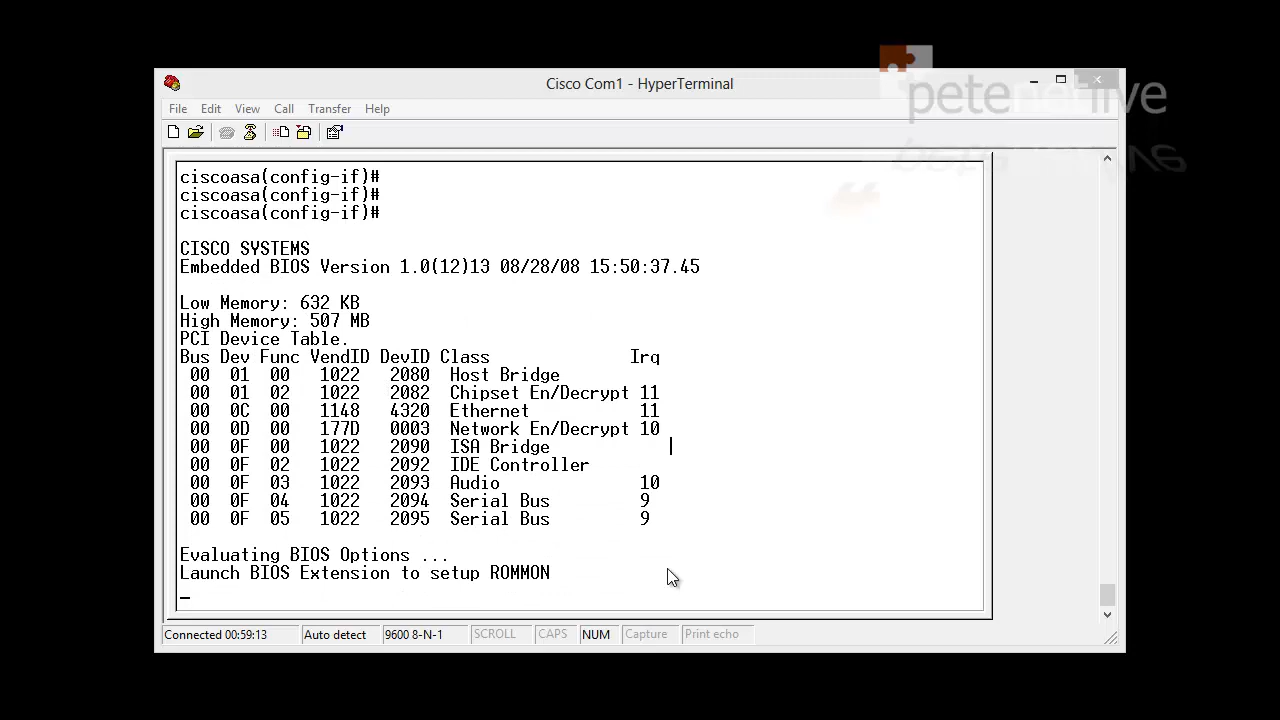 Cisco Com1 - HyperTerminal
File Edit View Call Transfer Help
ciscoasa(config-if)#
ciscoasa(config-if)#
ciscoasa(config-if)#
CISCO SYSTEMS
Embedded BIOS Version 1.0(12)13 08/28/08 15:50:37.45
Low Memory: 632 KB
High Memory: 507 MB
PCI Device Table.
Bus Dev Func VendID DevID Class Irq
00 01 00 1022 2080 Host Bridge
00 01 02 1022 2082 Chipset En/Decrypt 11
00 0C 00 1148 4320 Ethernet 11
00 0D 00 177D 0003 Network En/Decrypt 10
00 0F 00 1022 2090 ISA Bridge
00 0F 02 1022 2092 IDE Controller
00 0F 03 1022 2093 Audio 10
00 0F 04 1022 2094 Serial Bus 9
00 0F 05 1022 2095 Serial Bus 9
Evaluating BIOS Options ...
Launch BIOS Extension to setup ROMMON
Connected 00:59:13 Auto detect 9600 8-N-1 SCROLL CAPS NUM Capture Print echo